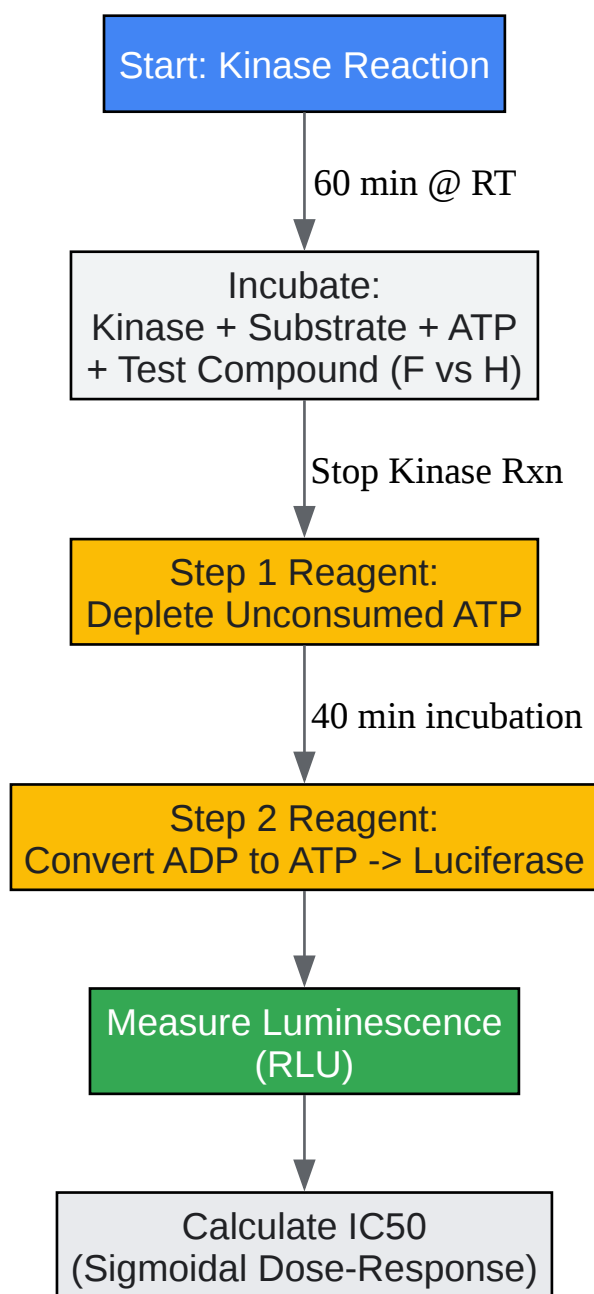 Start: Kinase Reaction
60 min @ RT
Incubate:
Kinase + Substrate + ATP
+ Test Compound (F vs H)
Stop Kinase Rxn
Step 1 Reagent:
Deplete Unconsumed ATP
40 min incubation
Step 2 Reagent:
Convert ADP to ATP -> Luciferase
Measure Luminescence
(RLU)
Calculate IC50
(Sigmoidal Dose-Response)